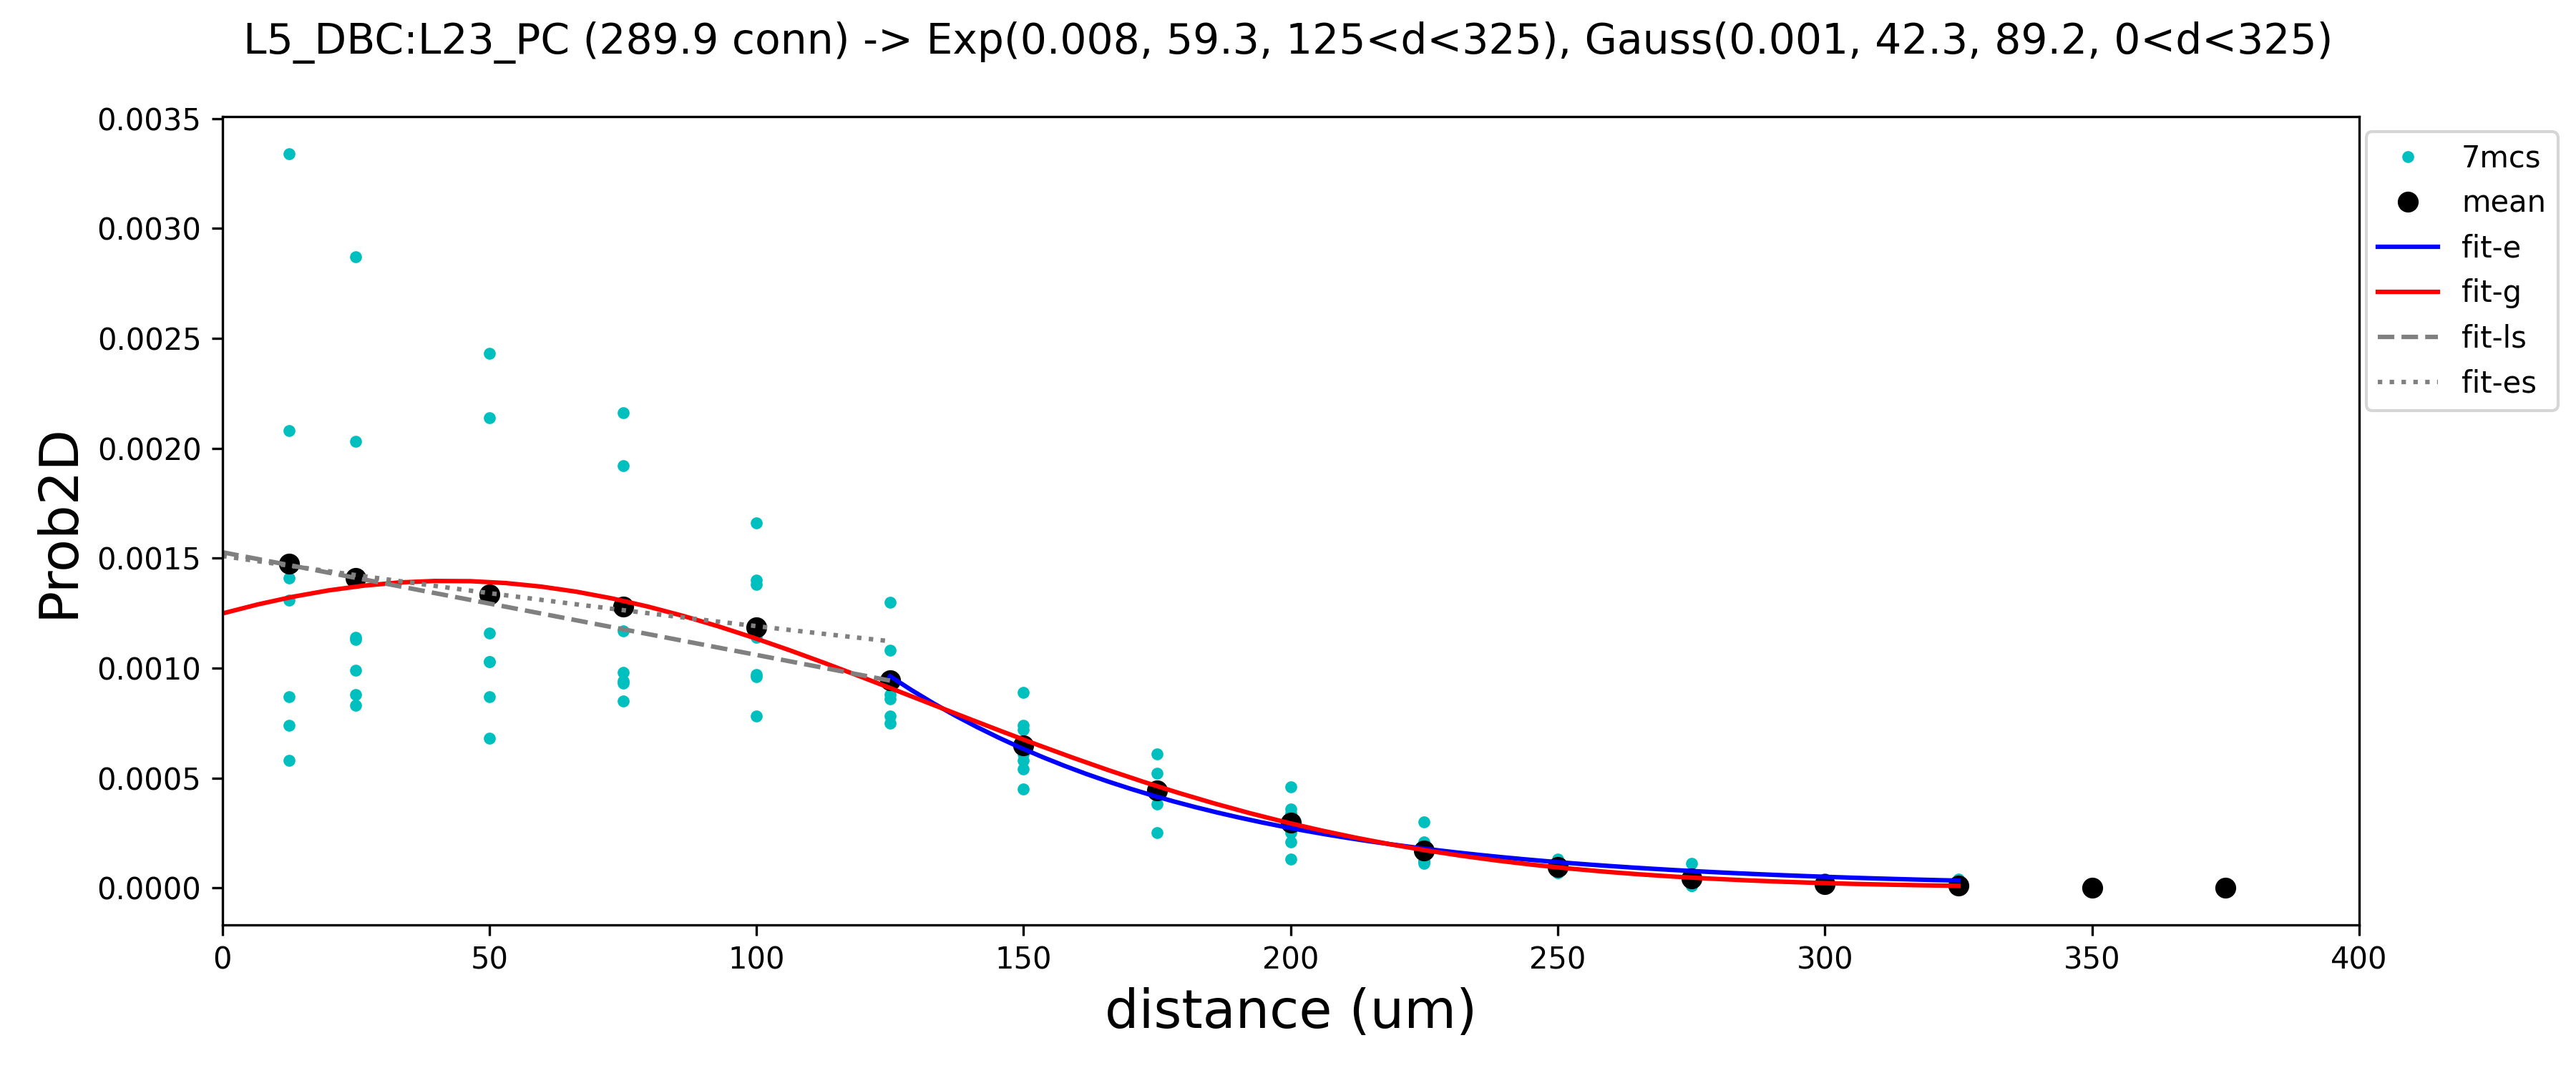 L5_DBC:L23_PC (289.9 conn) -> Exp(0.008, 59.3, 125<d<325), Gauss(0.001, 42.3, 89.2, 0<d<325)
0.0035
0.0030
0.0025
0.0020
0.0015
0.0010
0.0005
0.0000
Prob2D
0 50 100 150 200 250 300 350 400
distance (um)
7mcs
mean
fit-e
fit-g
fit-ls
fit-es